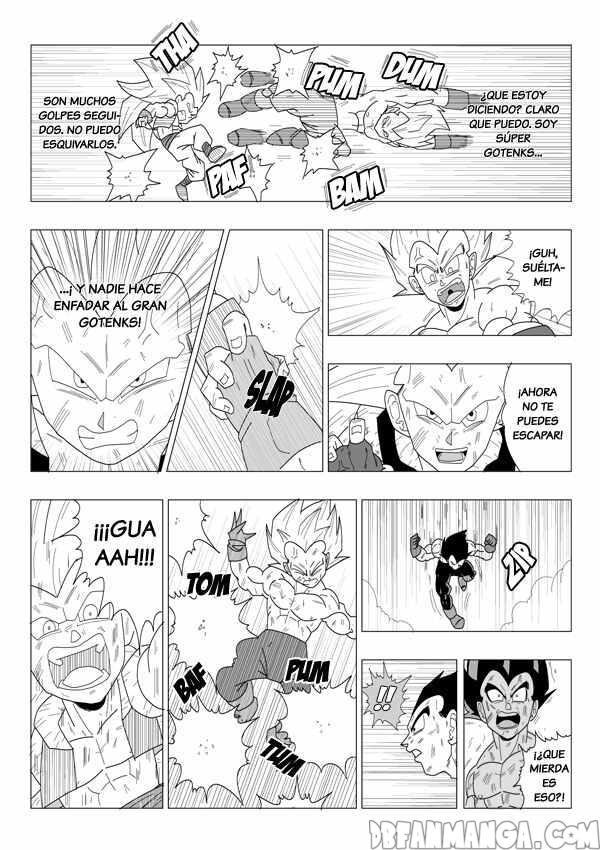 THA
PUM
DUM
SON MUCHOS
GOLPES SEGUI-
DOS. NO PUEDO
ESQUIVARLOS.
¿QUE ESTOY
DICIENDO? CLARO
QUE PUEDO. SOY
SÚPER
GOTENKS...
PAF
BAM
...¡ Y NADIE HACE
ENFADAR AL GRAN
GOTENKS!
SLAP
¡GUH,
SUÉLTA-
ME!
¡AHORA
NO TE
PUEDES
ESCAPAR!
¡¡¡GUA
AAH!!!
TOM
BAF
PUM
TUM
ZIP
!!
¡¿QUE
MIERDA
ES
ESO?!
DBFANMANGA.COM